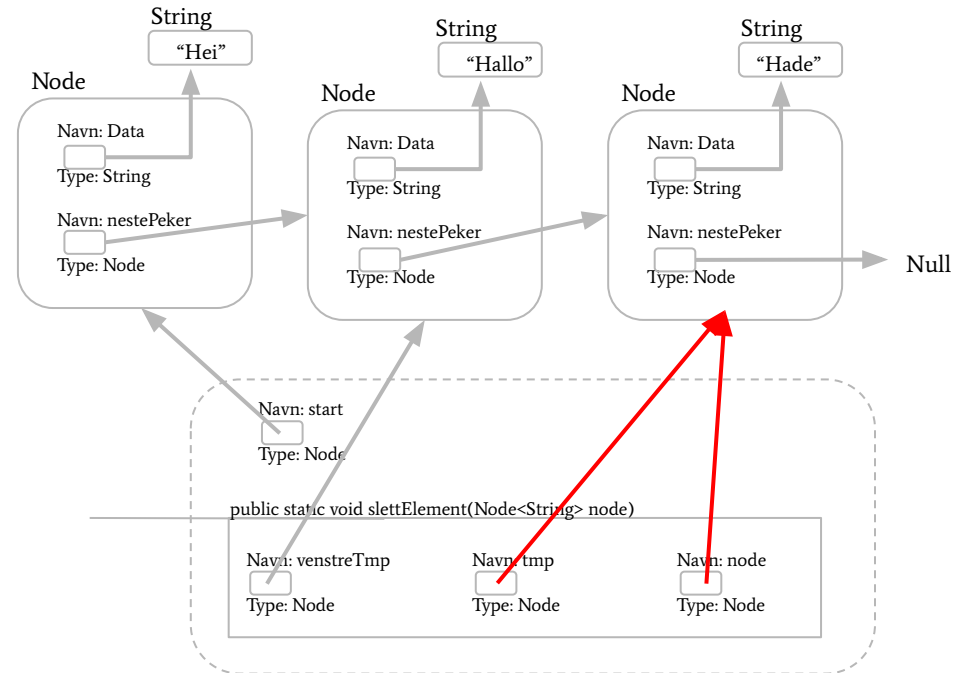 String
“Hei”
Node
Navn: Data
Type: String
Navn: nestePeker
Type: Node
String
“Hallo”
Node
Navn: Data
Type: String
Navn: nestePeker
Type: Node
String
“Hade”
Node
Navn: Data
Type: String
Navn: nestePeker
Type: Node
Null
Navn: start
Type: Node
public static void slettElement(Node<String> node)
Navn: venstreTmp
Type: Node
Navn: tmp
Type: Node
Navn: node
Type: Node